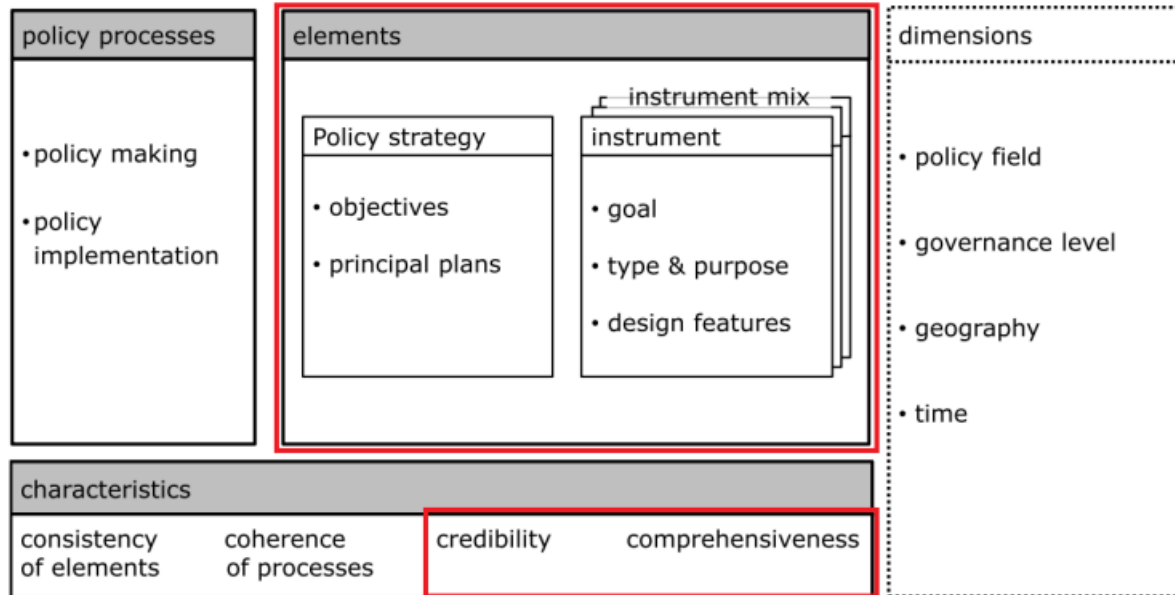 policy processes
• policy making
• policy
implementation
elements
Policy strategy
• objectives
• principal plans
instrument mix
instrument
• goal
• type & purpose
• design features
dimensions
• policy field
• governance level
• geography
• time
characteristics
consistency
of elements
coherence
of processes
credibility
comprehensiveness